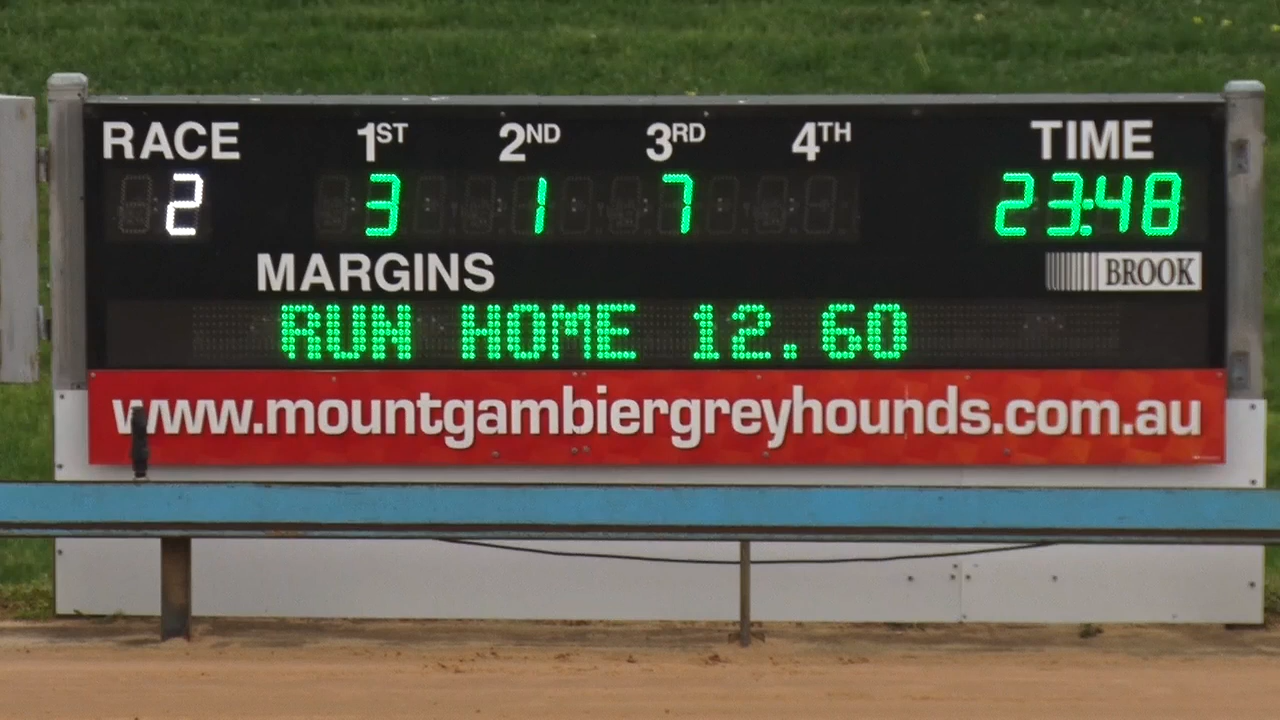 RACE 1ST 2ND 3RD 4TH TIME
2 3 1 7 23:48
MARGINS BROOK
RUN HOME 12.60
www.mountgambiergreyhounds.com.au